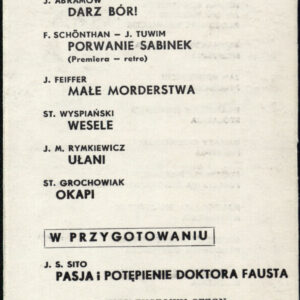 J. ABRAMOW
DARZ BÓR!
F. SCHÖNTHAN – J. TUWIM
PORWANIE SABINEK
(Premiera – retro)
J. FEIFFER
MAŁE MORDERSTWA
ST. WYSPIAŃSKI
WESELE
J. M. RYMKIEWICZ
UŁANI
ST. GROCHOWIAK
OKAPI
W PRZYGOTOWANIU
J. S. SITO
PASJA i POTĘPIENIE DOKTORA FAUSTA